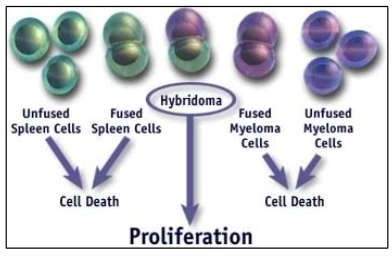 Unfused
Spleen Cells
Fused
Spleen Cells
Hybridoma
Fused
Myeloma
Cells
Unfused
Myeloma
Cells
Cell Death
Cell Death
Proliferation